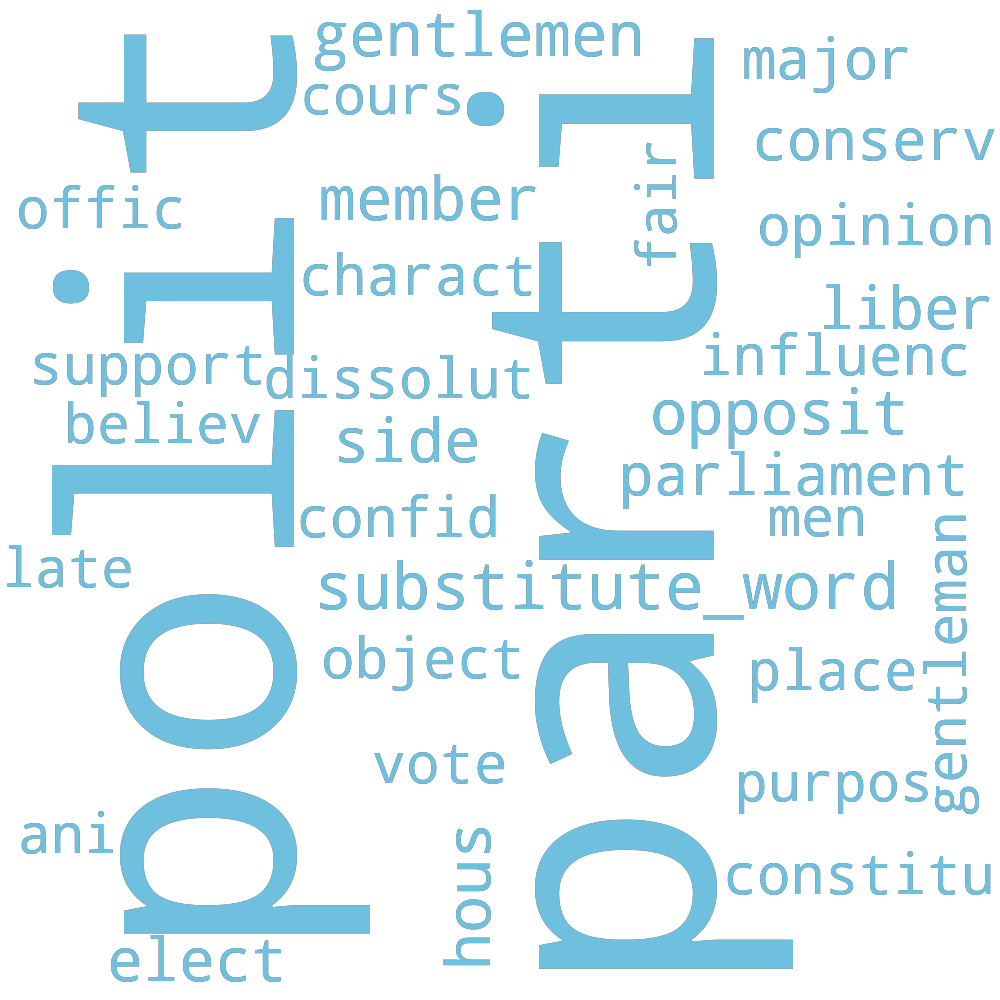 gentlemen
cours
major
conserv
offic
member
fair
opinion
charact
polit
parti
liber
influenc
support
dissolut
believ
side
opposit
parliament
confid
men
late
substitute_word
object
place
gentleman
vote
purpos
ani
hous
constitu
elect